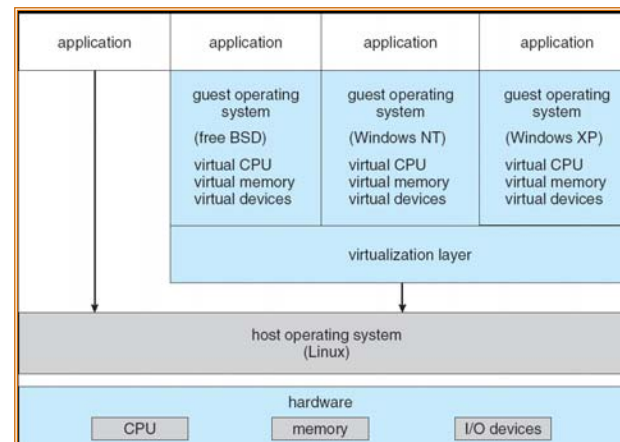 application
application
application
application
guest operating
system
(free BSD)
virtual CPU
virtual memory
virtual devices
guest operating
system
(Windows NT)
virtual CPU
virtual memory
virtual devices
guest operating
system
(Windows XP)
virtual CPU
virtual memory
virtual devices
virtualization layer
host operating system
(Linux)
hardware
CPU
memory
I/O devices